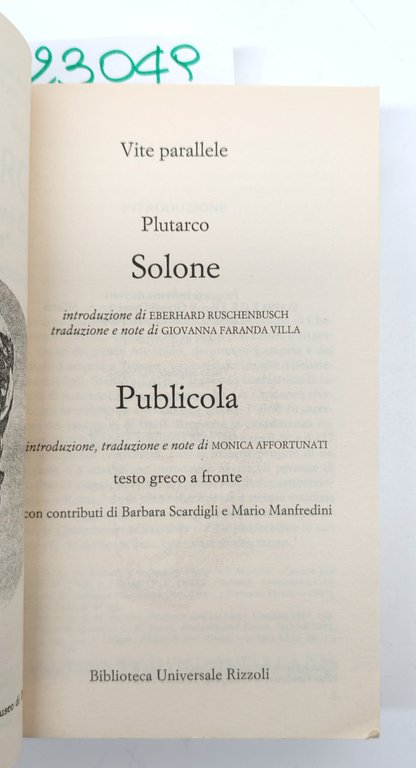 23049
Vite parallele
Plutarco
Solone
introduzione di EBERHARD RUSCHENBUSCH
traduzione e note di GIOVANNA FARANDA VILLA
Publicola
introduzione, traduzione e note di MONICA AFFORTUNATI
testo greco a fronte
con contributi di Barbara Scardigli e Mario Manfredini
Biblioteca Universale Rizzoli